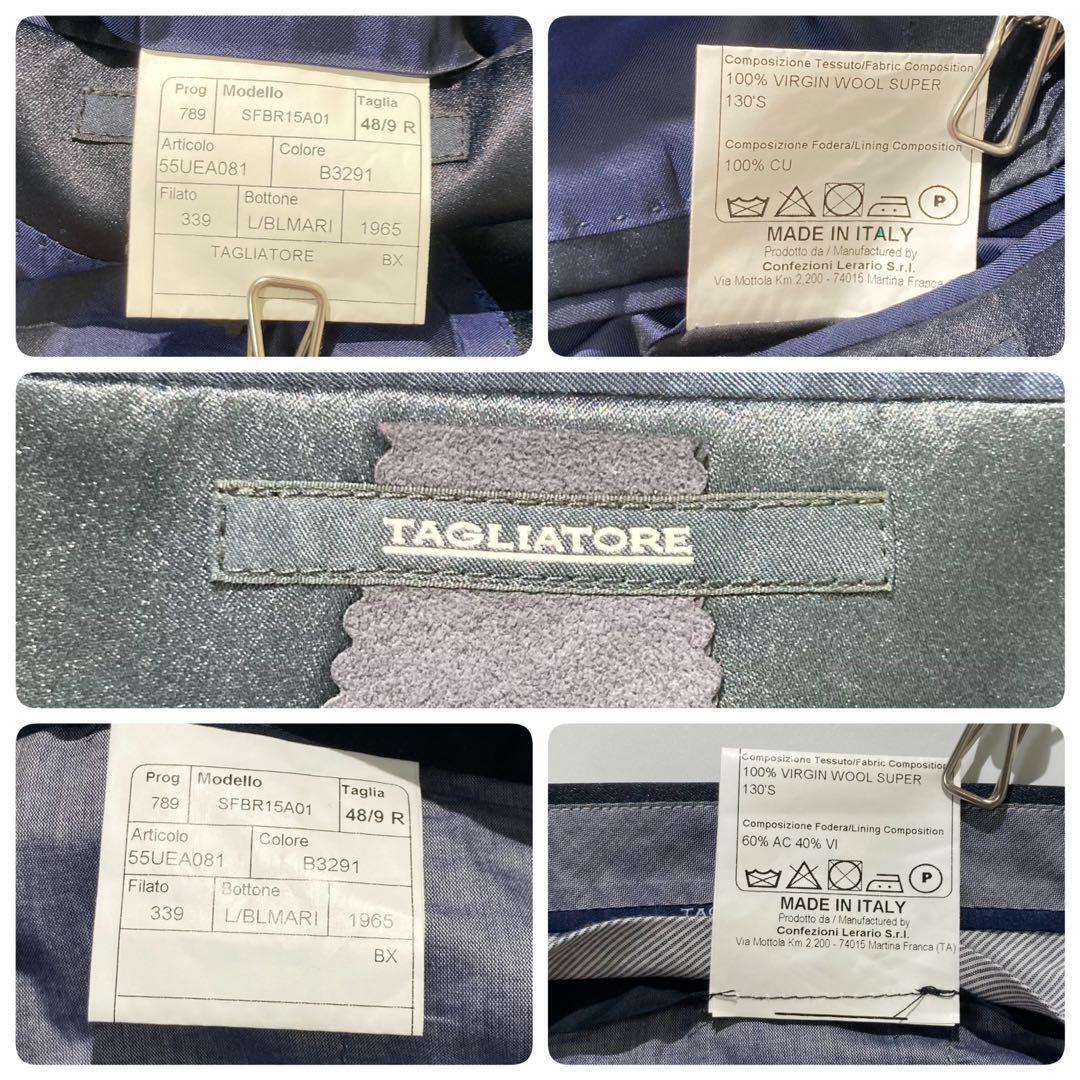 Prog Modello Taglia
789 SFBR15A01 48/9 R
Articolo Colore
55UEA081 B3291
Filato Bottone
339 L/BLMARI 1965
TAGLIATORE BX
Composizione Tessuto/Fabric Composition
100% VIRGIN WOOL SUPER
130'S
Composizione Fodera/Lining Composition
100% CU
P
MADE IN ITALY
Prodotto da / Manufactured by
Confezioni Lerario S.r.l.
Via Mottola Km.2,200 - 74015 Martina Franca
TAGLIATORE
Prog Modello Taglia
789 SFBR15A01 48/9 R
Articolo Colore
55UEA081 B3291
Filato Bottone
339 L/BLMARI 1965
BX
Composizione Tessuto/Fabric Composition
100% VIRGIN WOOL SUPER
130'S
Composizione Fodera/Lining Composition
60% AC 40% VI
P
MADE IN ITALY
Prodotto da / Manufactured by
Confezioni Lerario S.r.l.
Via Mottola Km.2,200 - 74015 Martina Franca (TA)